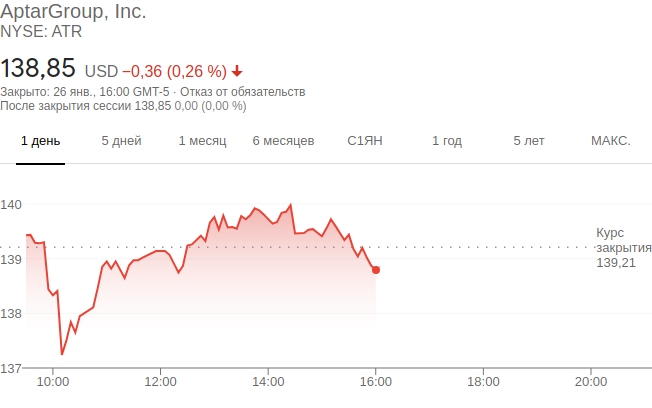 AptarGroup, Inc.
NYSE: ATR
138,85 USD −0,36 (0,26 %)
Закрыто: 26 янв., 16:00 GMT-5 · Отказ от обязательств
После закрытия сессии 138,85 0,00 (0,00 %)
1 день 5 дней 1 месяц 6 месяцев С1ЯН 1 год 5 лет МАКС.
140
Курс
закрытия
139,21
139
138
137
10:00 12:00 14:00 16:00 18:00 20:00